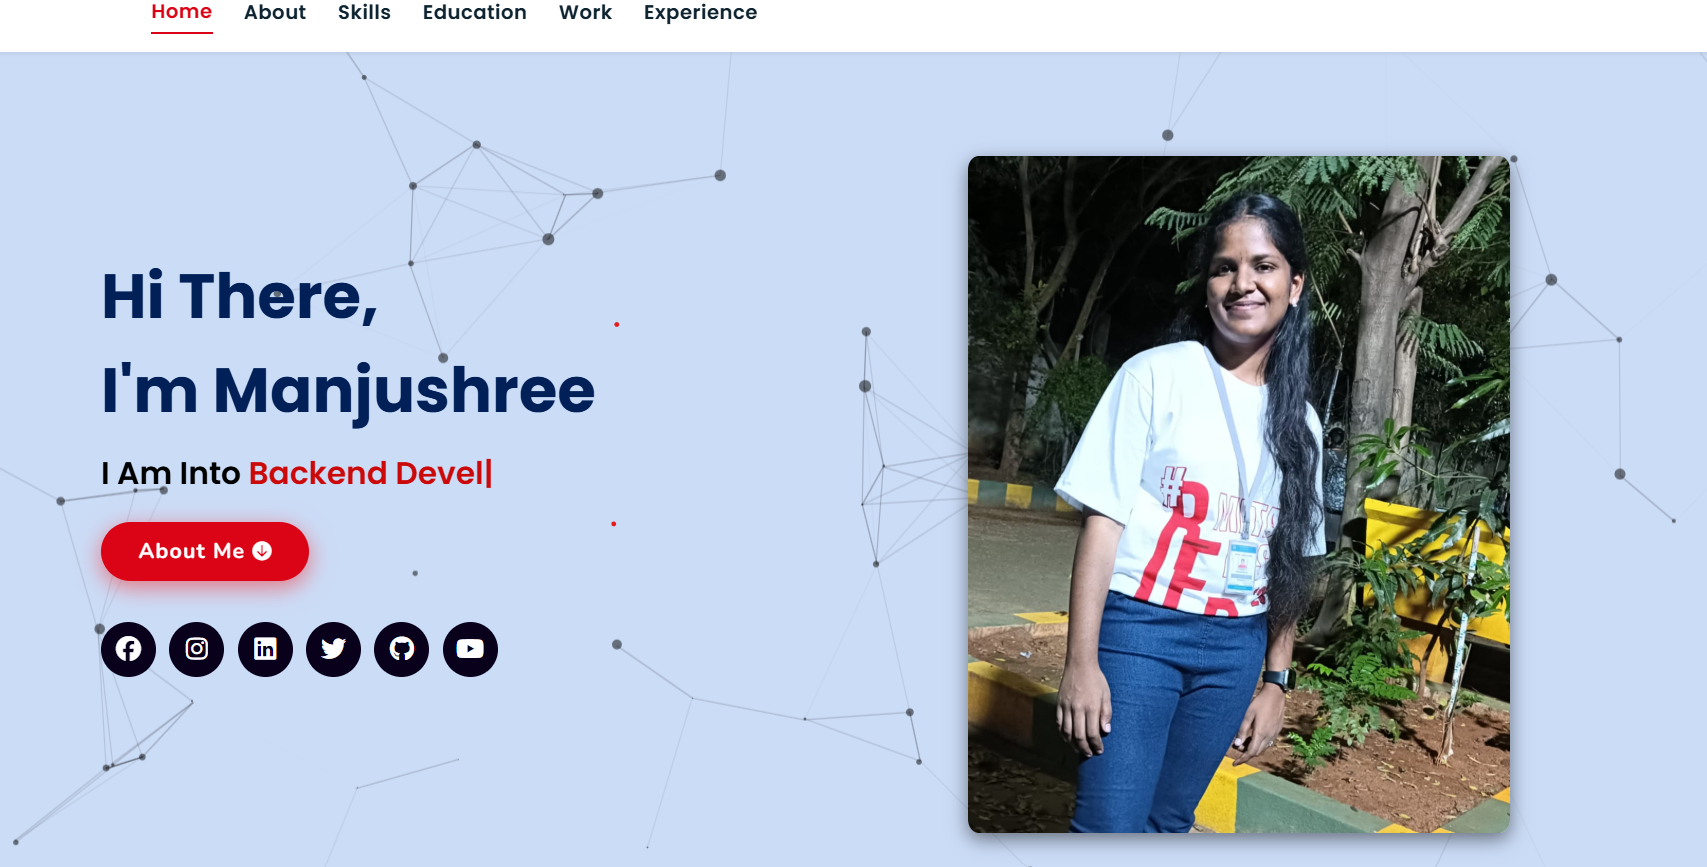 Home About Skills Education Work Experience
Hi There,
I'm Manjushree
I Am Into Backend Devel|
About Me